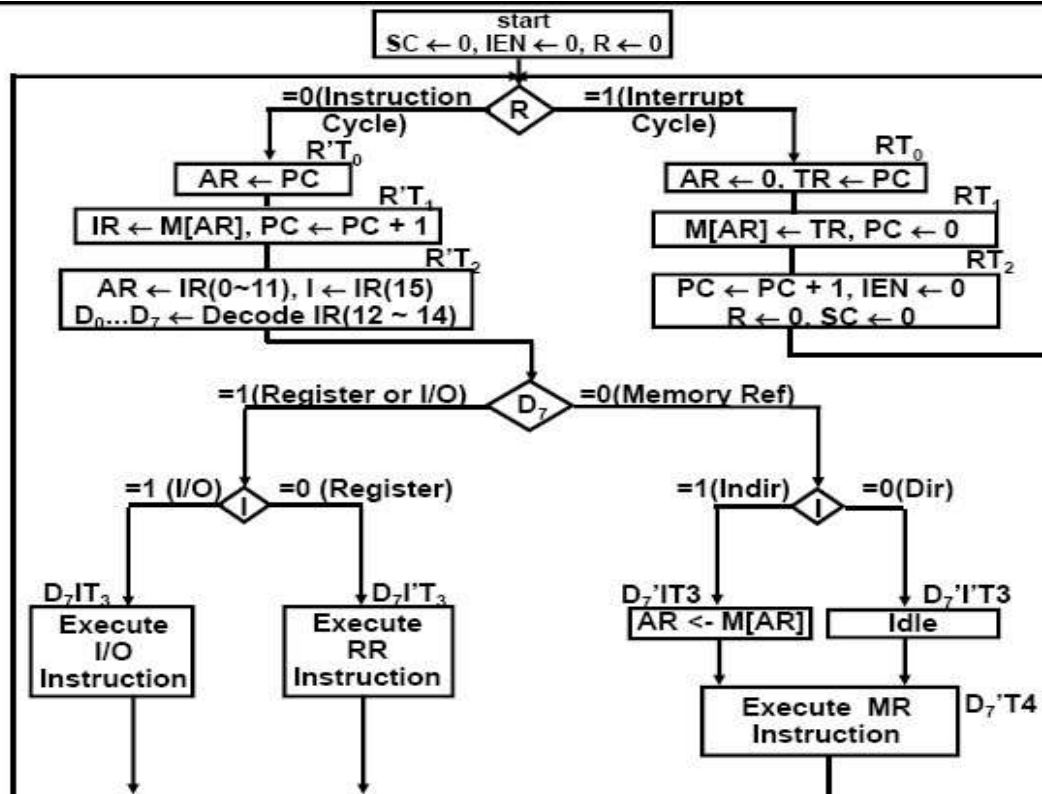 start
SC ← 0, IEN ← 0, R ← 0
R
=0(Instruction
Cycle)
=1(Interrupt
Cycle)
R'T₀
AR ← PC
R'T₁
IR ← M[AR], PC ← PC + 1
R'T₂
AR ← IR(0~11), I ← IR(15)
D₀...D₇ ← Decode IR(12 ~ 14)
RT₀
AR ← 0, TR ← PC
RT₁
M[AR] ← TR, PC ← 0
RT₂
PC ← PC + 1, IEN ← 0
R ← 0, SC ← 0
=1(Register or I/O)
D₇
=0(Memory Ref)
=1 (I/O)
I
=0 (Register)
=1(Indir)
I
=0(Dir)
D₇IT₃
Execute
I/O
Instruction
D₇I'T₃
Execute
RR
Instruction
D₇'IT3
AR <- M[AR]
D₇'I'T3
Idle
Execute MR
Instruction
D₇'T4